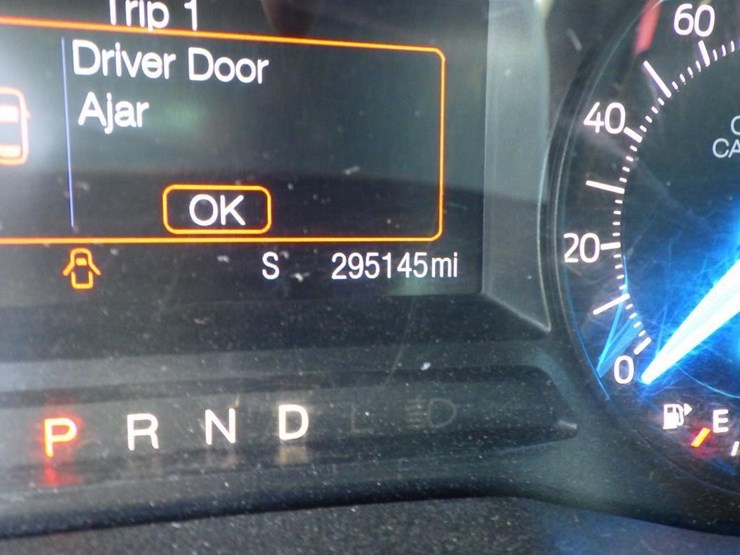 Trip 1
Driver Door
Ajar
OK
S 295145mi
60
40
20
0
P R N D L
E